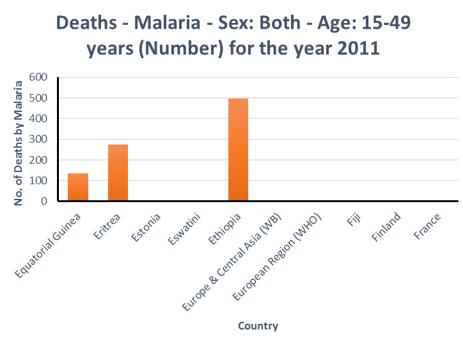 Deaths - Malaria - Sex: Both - Age: 15-49
years (Number) for the year 2011
No. of Deaths by Malaria
600
500
400
300
200
100
0
Equatorial Guinea
Eritrea
Estonia
Eswatini
Ethiopia
Europe & Central Asia (WB)
European Region (WHO)
Fiji
Finland
France
Country